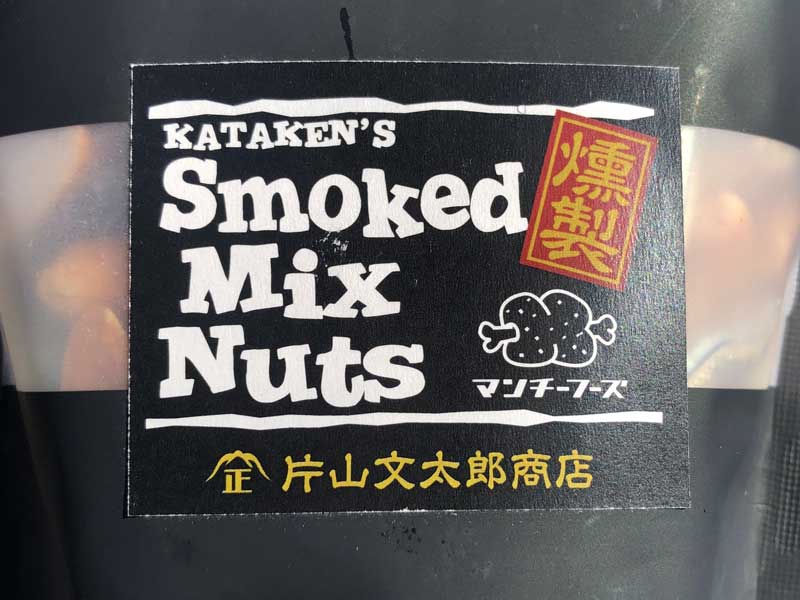 KATAKEN'S
Smoked
Mix
Nuts
燻製
マンチーフーズ
正 片山文太郎商店